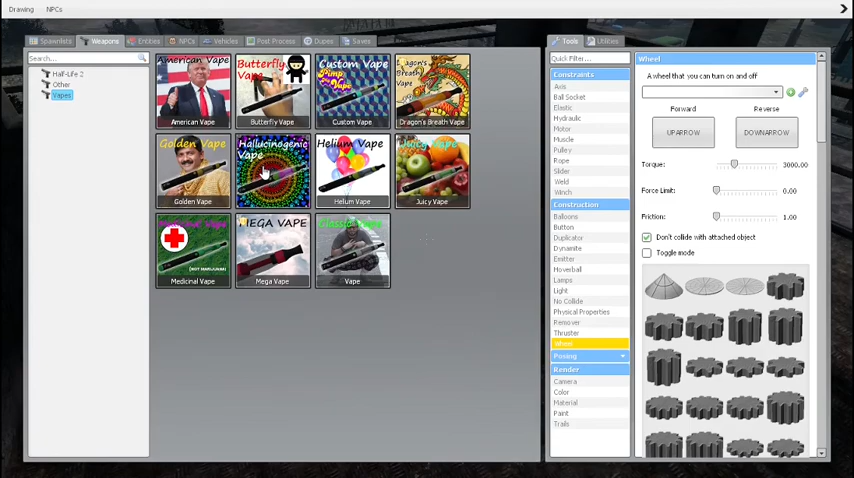 Drawing NPCs
Spawnlists Weapons Entities NPCs Vehicles Post Process Dupes Saves
Search...
Half-Life 2
Other
Vapes
American Vape
American Vape
Butterfly Vape
Butterfly Vape
Custom Vape
Pimp Vape
Custom Vape
Dragon's Breath Vape
Dragon's Breath Vape
Golden Vape
Golden Vape
Hallucinogenic Vape
Hallucinogenic Vape
Helium Vape
Helium Vape
Juicy Vape
Juicy Vape
(NOT MARIJUANA)
Medicinal Vape
MEGA VAPE
Mega Vape
Classic Vape
Vape
Tools Utilities
Quick Filter...
Constraints
Axis
Ball Socket
Elastic
Hydraulic
Motor
Muscle
Pulley
Rope
Slider
Weld
Winch
Construction
Balloons
Button
Duplicator
Dynamite
Emitter
Hoverball
Lamps
Light
No Collide
Physical Properties
Remover
Thruster
Wheel
Posing
Render
Camera
Color
Material
Paint
Trails
Wheel
A wheel that you can turn on and off
Forward Reverse
UPARROW DOWNARROW
Torque: 3000.00
Force Limit: 0.00
Friction: 1.00
Don't collide with attached object
Toggle mode